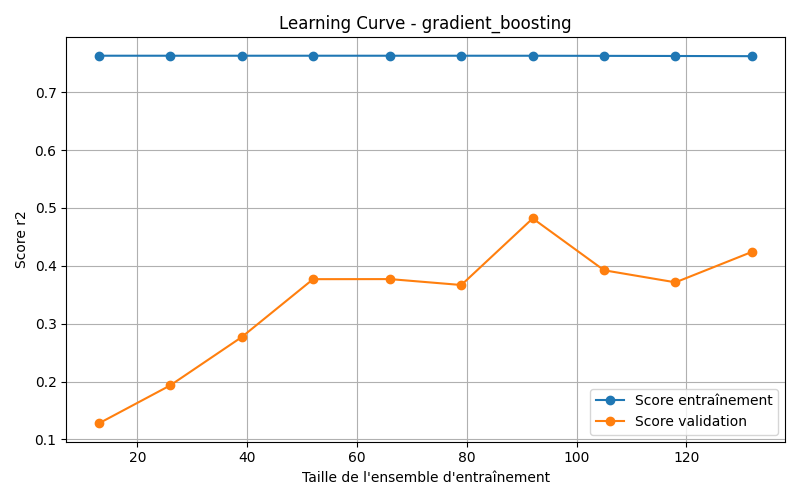 Learning Curve - gradient_boosting
Score r2
0.7
0.6
0.5
0.4
0.3
0.2
0.1
20
40
60
80
100
120
Taille de l'ensemble d'entraînement
Score entraînement
Score validation